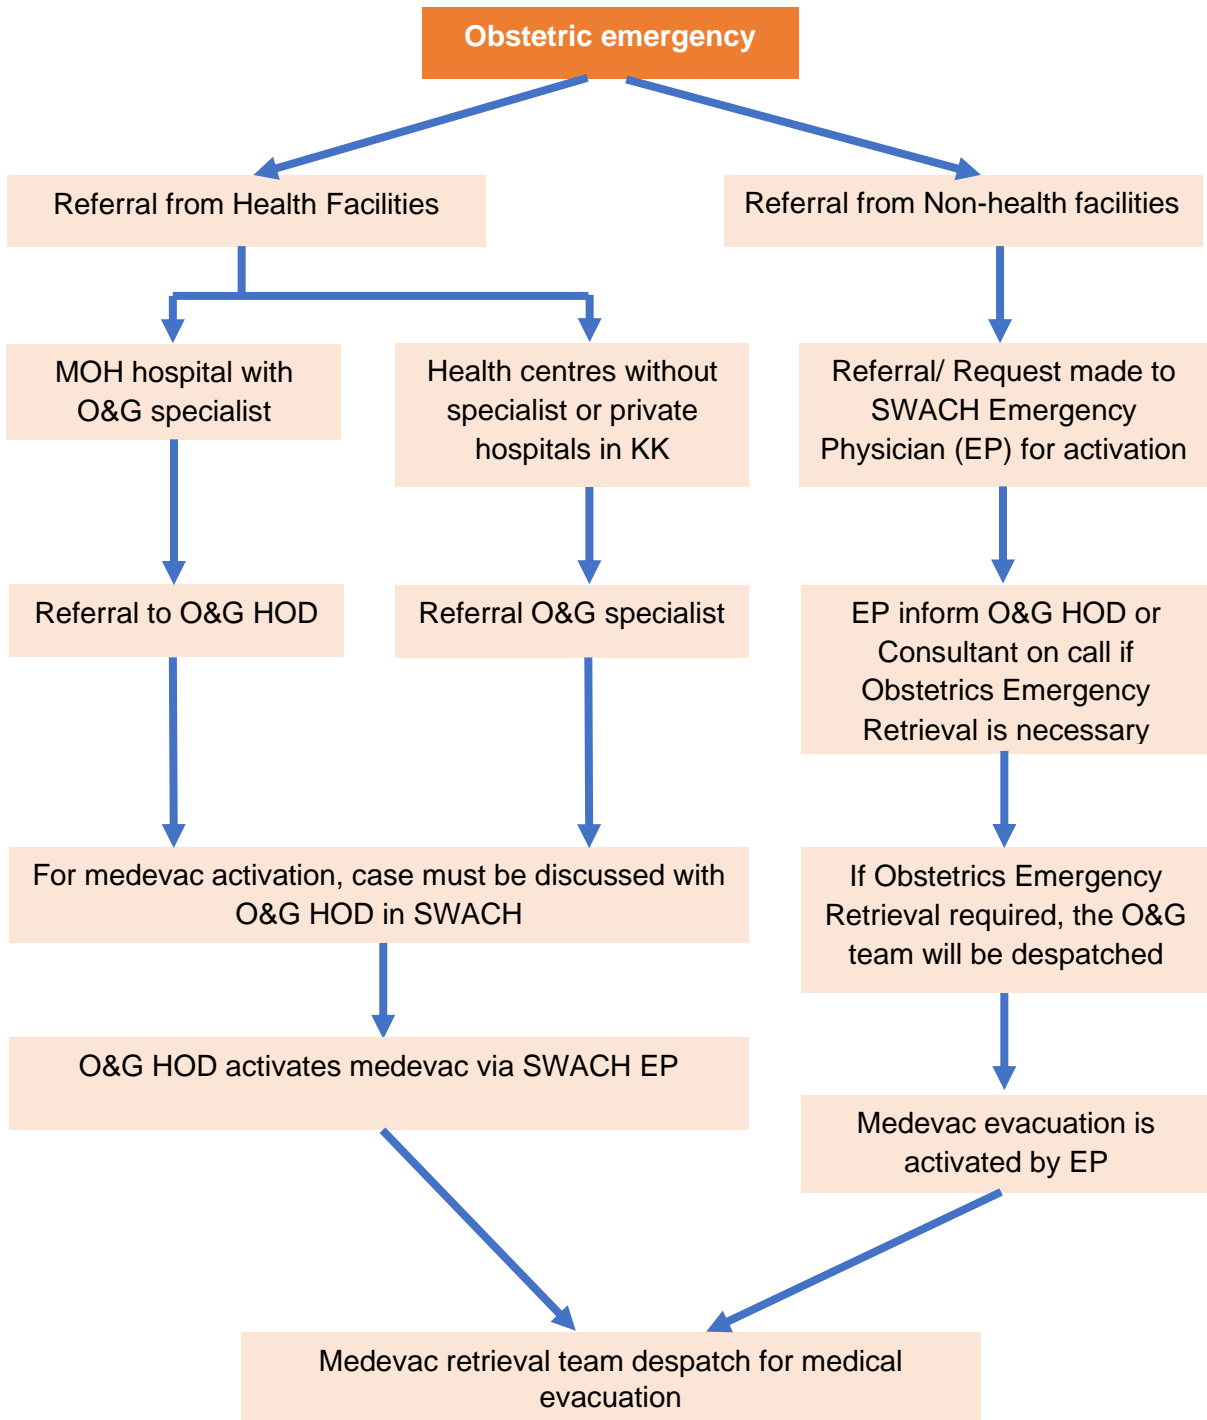 Obstetric emergency
Referral from Health Facilities
Referral from Non-health facilities
MOH hospital with
O&G specialist
Health centres without
specialist or private
hospitals in KK
Referral/ Request made to
SWACH Emergency
Physician (EP) for activation
Referral to O&G HOD
Referral O&G specialist
EP inform O&G HOD or
Consultant on call if
Obstetrics Emergency
Retrieval is necessary
For medevac activation, case must be discussed with
O&G HOD in SWACH
If Obstetrics Emergency
Retrieval required, the O&G
team will be despatched
O&G HOD activates medevac via SWACH EP
Medevac evacuation is
activated by EP
Medevac retrieval team despatch for medical
evacuation